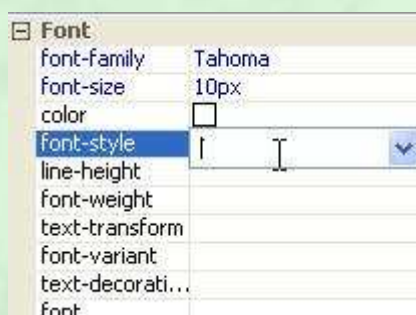 Font
font-family Tahoma
font-size 10px
color
font-style
line-height
font-weight
text-transform
font-variant
text-decorati...
font